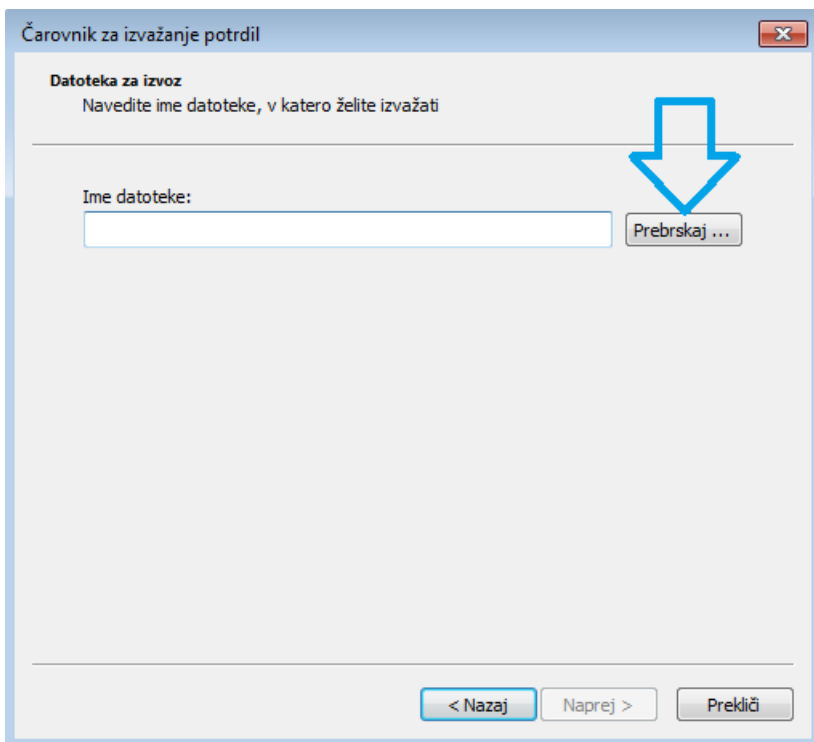 Čarovnik za izvažanje potrdil
Datoteka za izvoz
Navedite ime datoteke, v katero želite izvažati
Ime datoteke:
Prebrskaj ...
< Nazaj
Naprej >
Prekliči